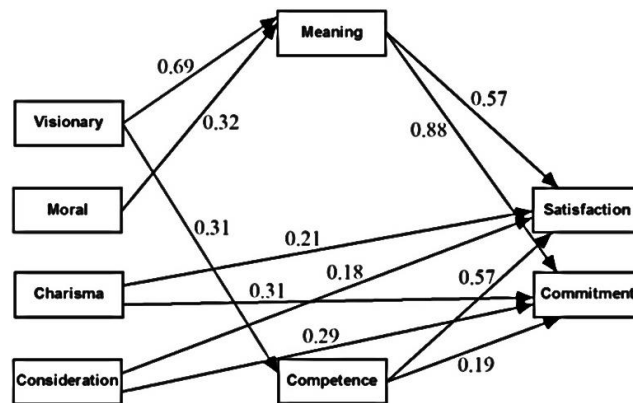 Meaning
0.69
0.57
Visionary
0.32
0.88
Moral
Satisfaction
0.31
0.21
0.18
Charisma
0.31
0.57
Commitment
0.29
0.19
Consideration
Competence